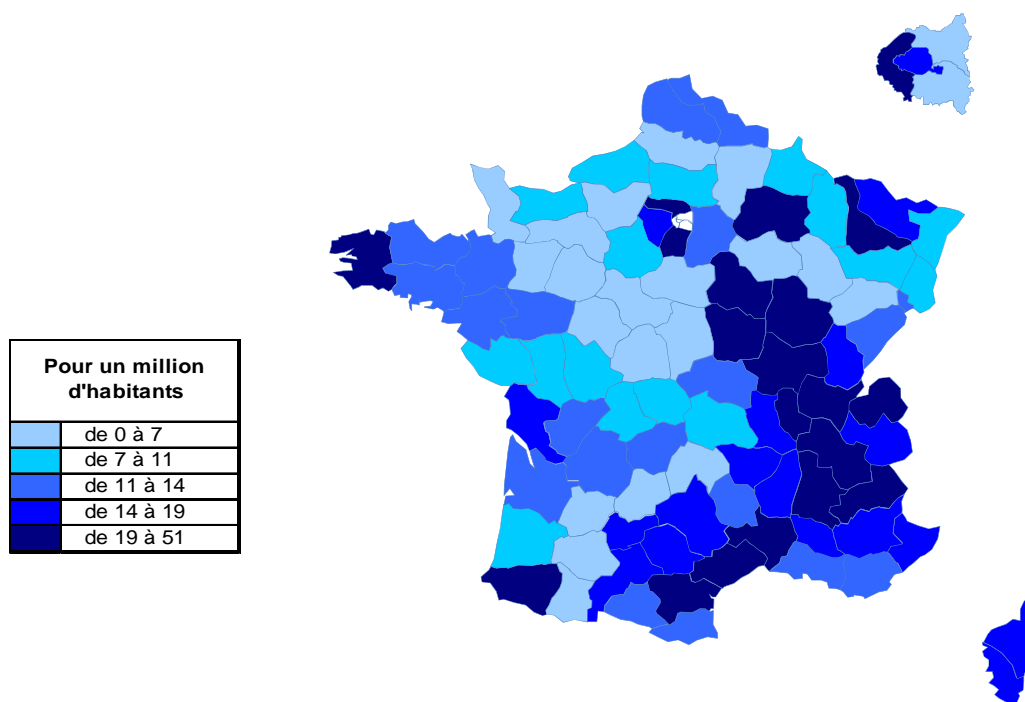 Pour un million
d'habitants
de 0 à 7
de 7 à 11
de 11 à 14
de 14 à 19
de 19 à 51